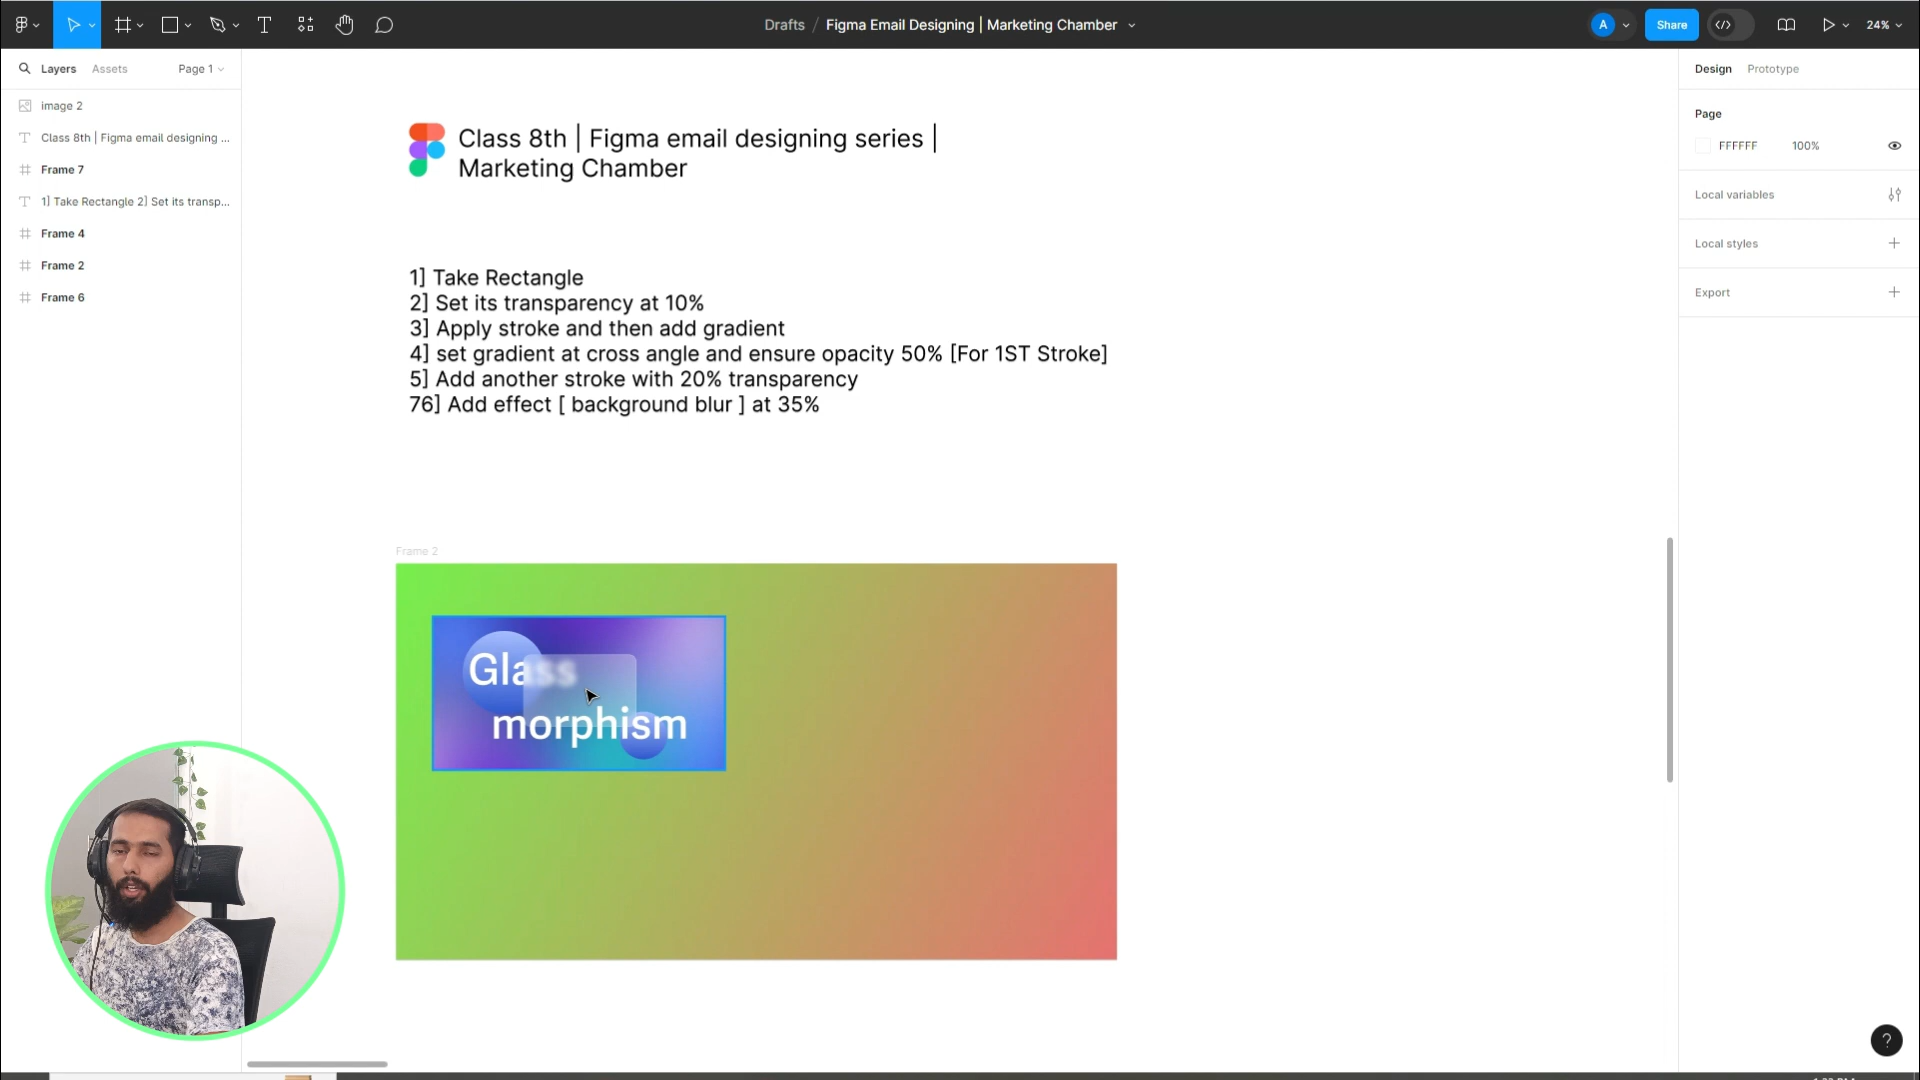 Drafts / Figma Email Designing | Marketing Chamber
A
Share
24%
Layers
Assets
Page 1
image 2
Class 8th | Figma email designing ...
Frame 7
1] Take Rectangle 2] Set its transp...
Frame 4
Frame 2
Frame 6
Class 8th | Figma email designing series |
Marketing Chamber
1] Take Rectangle
2] Set its transparency at 10%
3] Apply stroke and then add gradient
4] set gradient at cross angle and ensure opacity 50% [For 1ST Stroke]
5] Add another stroke with 20% transparency
76] Add effect [ background blur ] at 35%
Frame 2
Glass
morphism
Design
Prototype
Page
FFFFFF
100%
Local variables
Local styles
Export
?